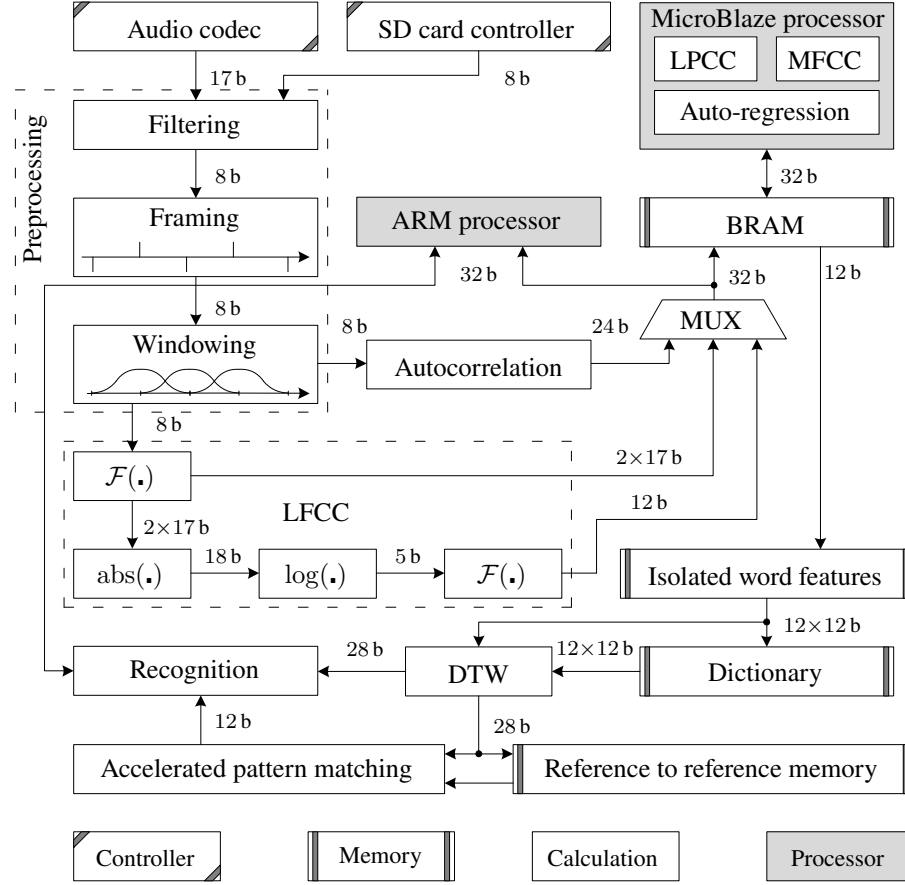 Audio codec
SD card controller
MicroBlaze processor
LPCC
MFCC
Auto-regression
17 b
8 b
Preprocessing
Filtering
8 b
32 b
Framing
ARM processor
BRAM
32 b
32 b
12 b
8 b
Windowing
8 b
Autocorrelation
24 b
MUX
8 b
F(.)
2×17 b
2×17 b
LFCC
12 b
abs(.)
18 b
log(.)
5 b
F(.)
Isolated word features
12×12 b
Recognition
28 b
DTW
12×12 b
Dictionary
12 b
28 b
Accelerated pattern matching
Reference to reference memory
Controller
Memory
Calculation
Processor